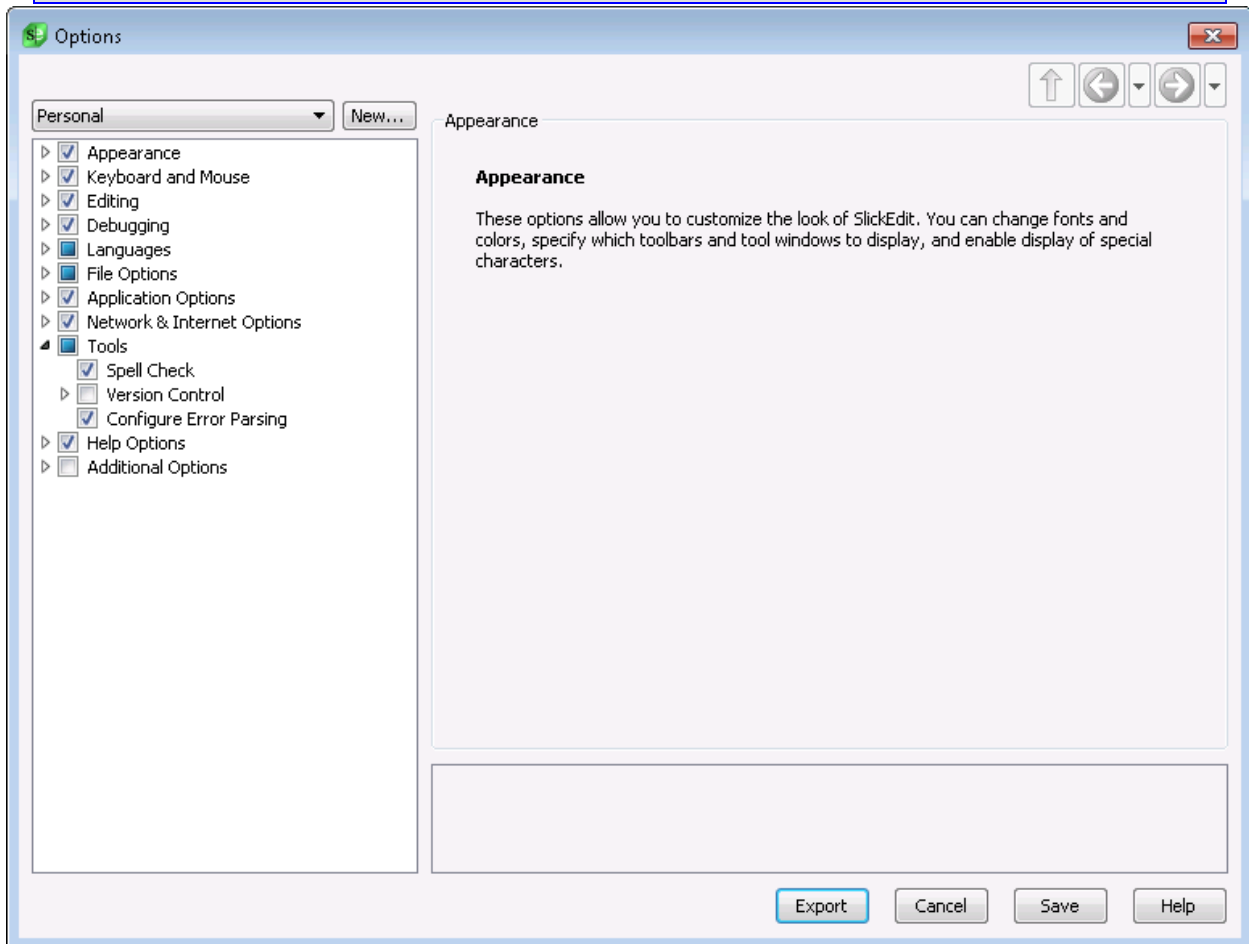 Options
Personal
New...
Appearance
Keyboard and Mouse
Editing
Debugging
Languages
File Options
Application Options
Network & Internet Options
Tools
Spell Check
Version Control
Configure Error Parsing
Help Options
Additional Options
Appearance
Appearance
These options allow you to customize the look of SlickEdit. You can change fonts and
colors, specify which toolbars and tool windows to display, and enable display of special
characters.
Export
Cancel
Save
Help